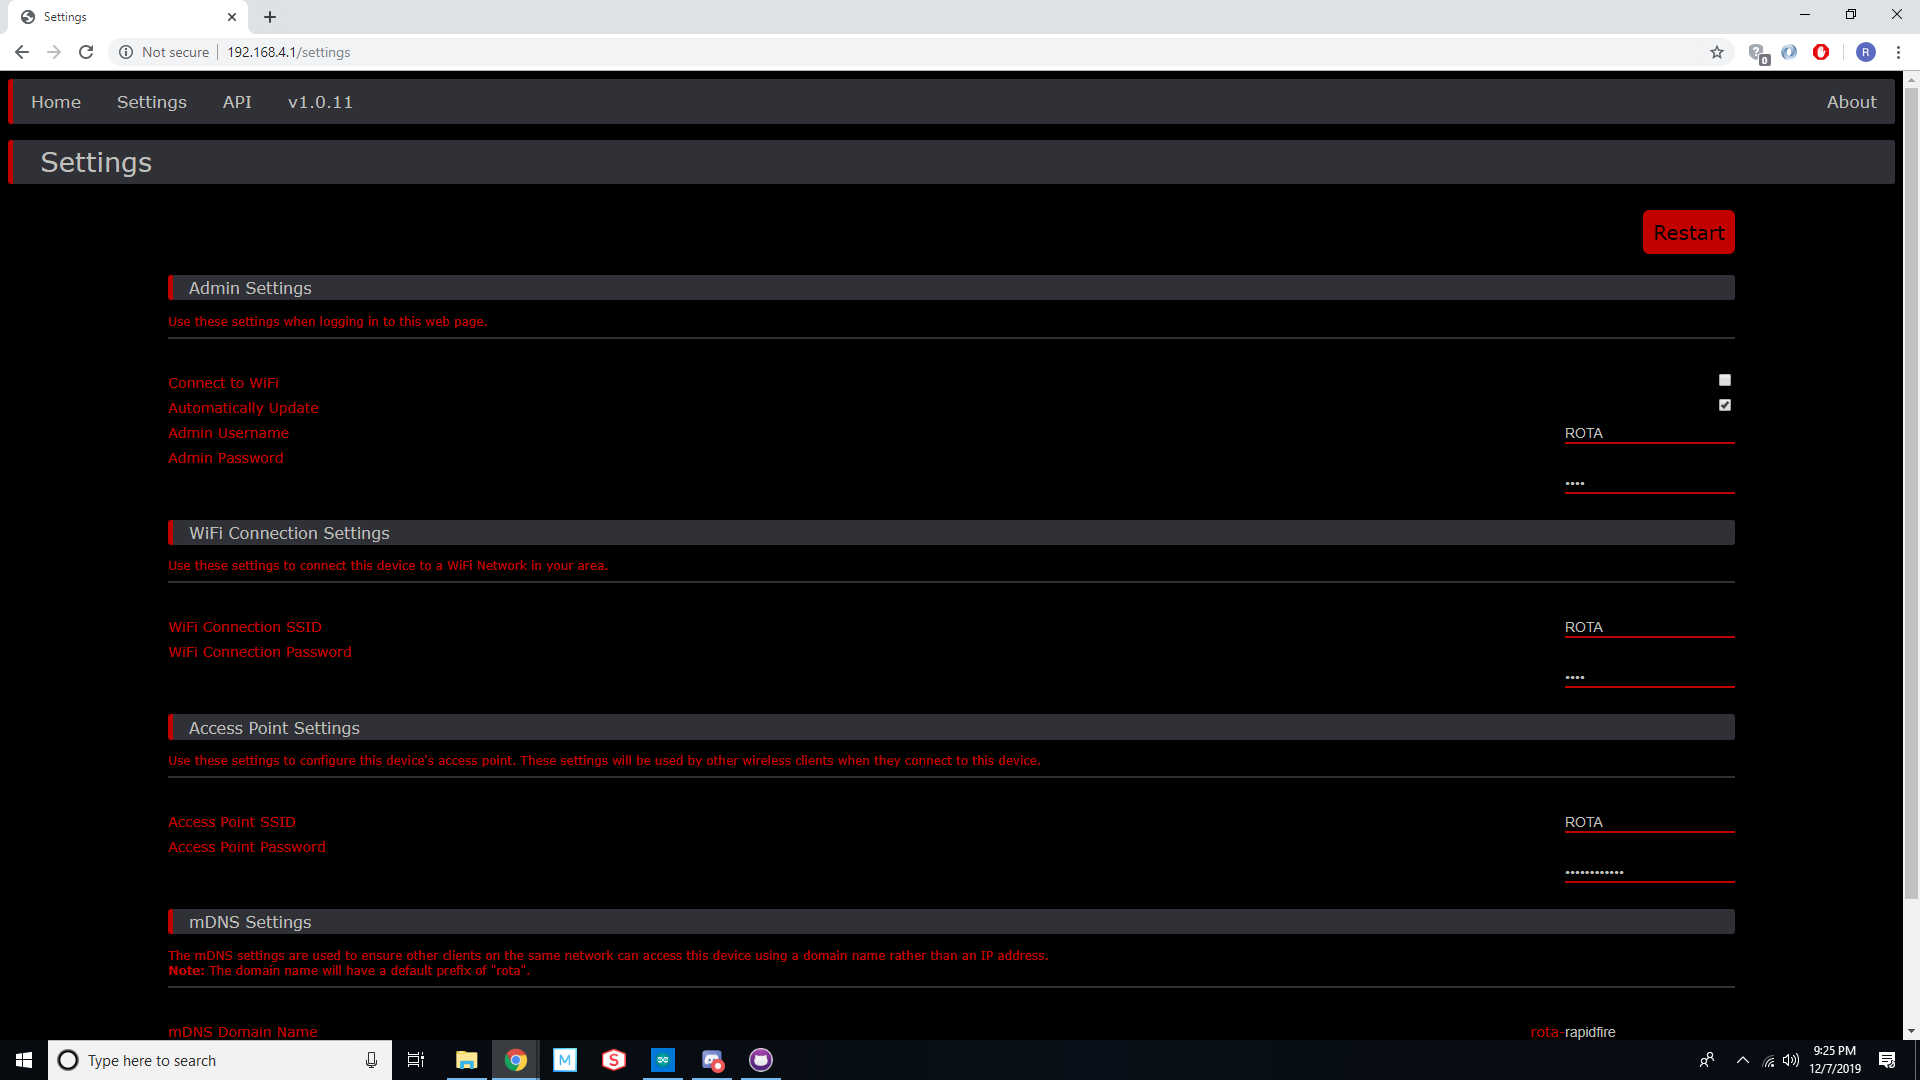 Settings
Not secure
192.168.4.1/settings
0
R
Home
Settings
API
v1.0.11
About
Settings
Restart
Admin Settings
Use these settings when logging in to this web page.
Connect to WiFi
Automatically Update
Admin Username
ROTA
Admin Password
••••
WiFi Connection Settings
Use these settings to connect this device to a WiFi Network in your area.
WiFi Connection SSID
ROTA
WiFi Connection Password
••••
Access Point Settings
Use these settings to configure this device's access point. These settings will be used by other wireless clients when they connect to this device.
Access Point SSID
ROTA
Access Point Password
••••••••••••
mDNS Settings
The mDNS settings are used to ensure other clients on the same network can access this device using a domain name rather than an IP address.
Note: The domain name will have a default prefix of "rota".
mDNS Domain Name
rota-rapidfire
Type here to search
M
S
9:25 PM
12/7/2019